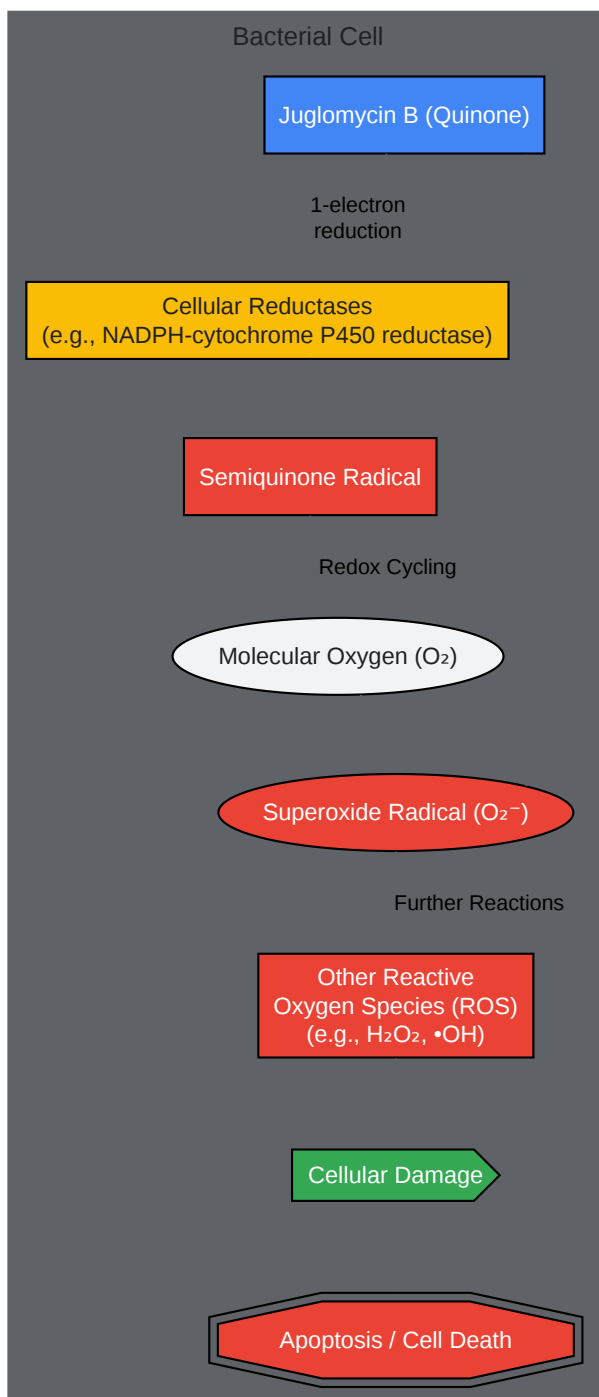 Bacterial Cell
Juglomycin B (Quinone)
1-electron
reduction
Cellular Reductases
(e.g., NADPH-cytochrome P450 reductase)
Semiquinone Radical
Redox Cycling
Molecular Oxygen (O₂)
Superoxide Radical (O₂⁻)
Further Reactions
Other Reactive
Oxygen Species (ROS)
(e.g., H₂O₂, •OH)
Cellular Damage
Apoptosis / Cell Death